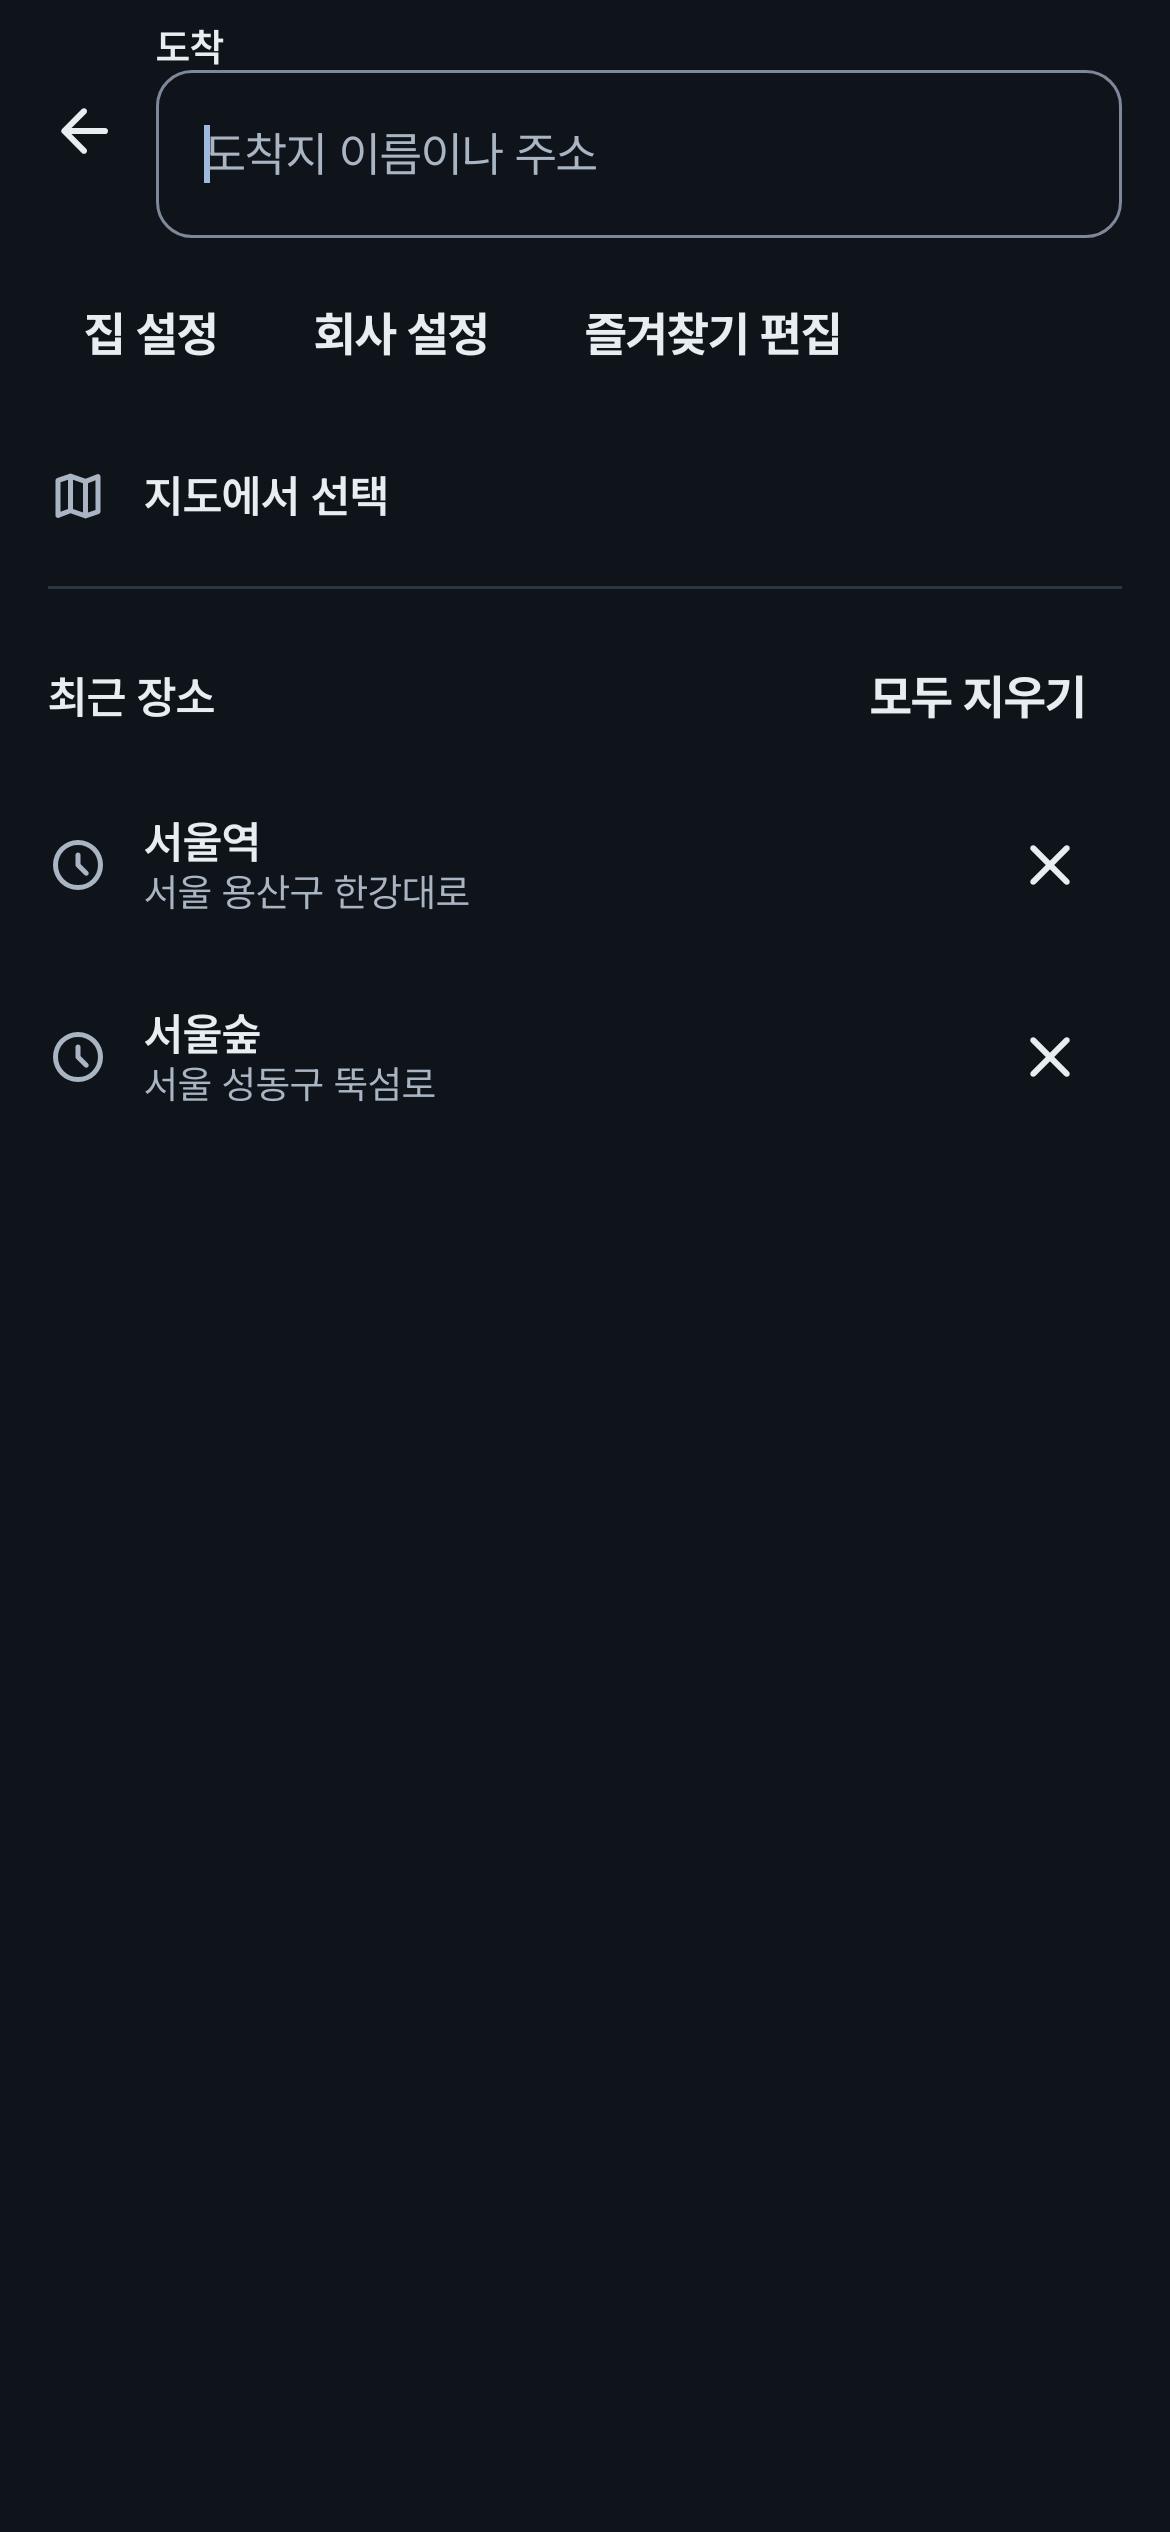 도착
도착지 이름이나 주소
집 설정 회사 설정 즐겨찾기 편집
지도에서 선택
최근 장소 모두 지우기
서울역
서울 용산구 한강대로
서울숲
서울 성동구 뚝섬로